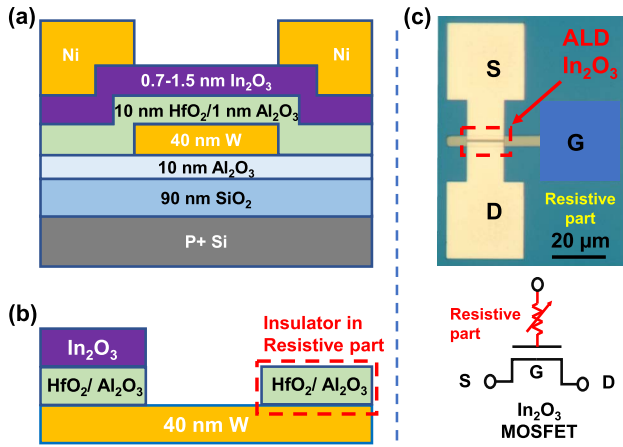 (a)
Ni
Ni
0.7-1.5 nm In₂O₃
10 nm HfO₂/1 nm Al₂O₃
40 nm W
10 nm Al₂O₃
90 nm SiO₂
P+ Si
(b)
Insulator in
Resistive part
In₂O₃
HfO₂/ Al₂O₃
HfO₂/ Al₂O₃
40 nm W
(c)
ALD
In₂O₃
S
G
D
Resistive
part
20 µm
Resistive
part
S
G
D
In₂O₃
MOSFET